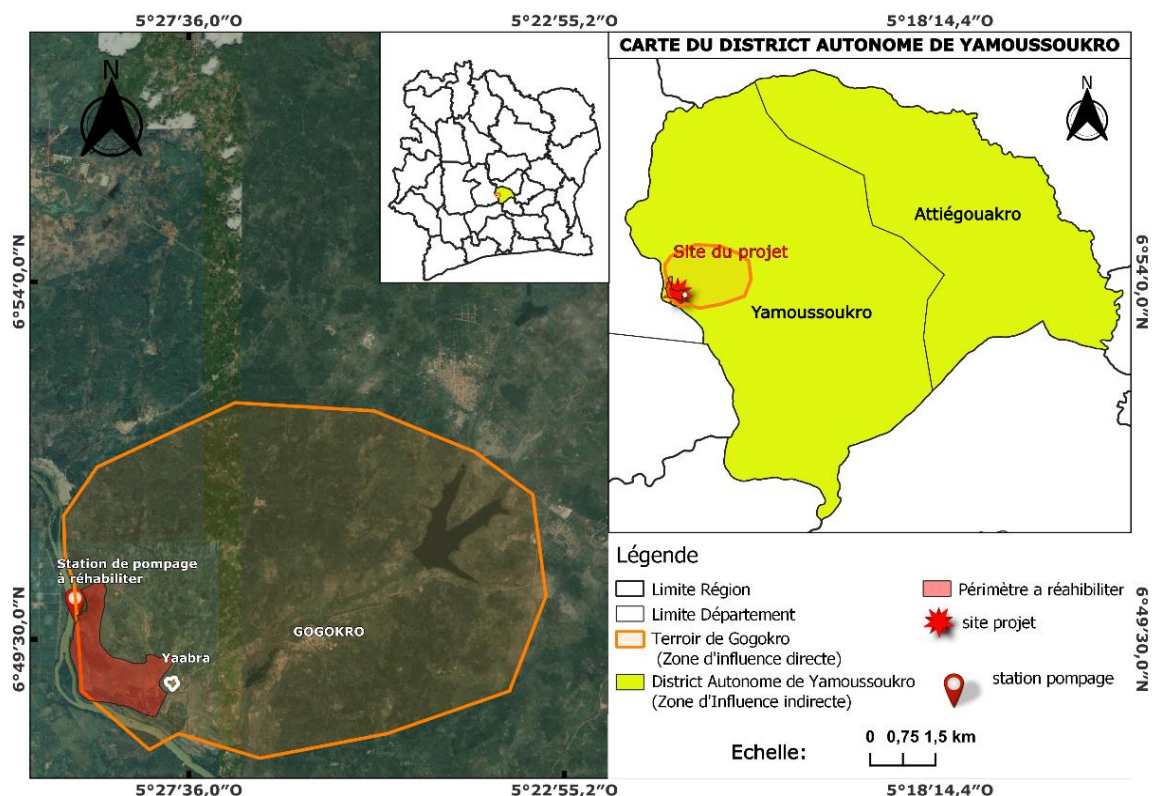 5°27'36,0"O
5°22'55,2"O
5°18'14,4"O
N
CARTE DU DISTRICT AUTONOME DE YAMOUSSOUKRO
N
Attiégouakro
Site du projet
Yamoussoukro
6°54'0,0"N
6°54'0,0"N
Station de pompage
à réhabiliter
Yaabra
GOGOKRO
6°49'30,0"N
6°49'30,0"N
Légende
Limite Région
Limite Département
Terroir de Gogokro
(Zone d'influence directe)
District Autonome de Yamoussoukro
(Zone d'Influence indirecte)
Périmètre a réahibiliter
site projet
station pompage
Echelle:
0 0,75 1,5 km
5°27'36,0"O
5°22'55,2"O
5°18'14,4"O